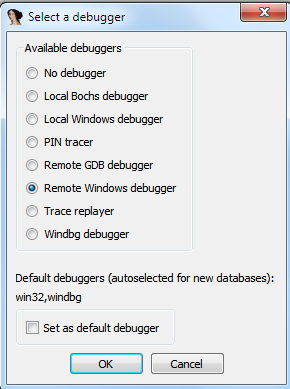 Select a debugger
Available debuggers
No debugger
Local Bochs debugger
Local Windows debugger
PIN tracer
Remote GDB debugger
Remote Windows debugger
Trace replayer
Windbg debugger
Default debuggers (autoselected for new databases):
win32,windbg
Set as default debugger
OK
Cancel